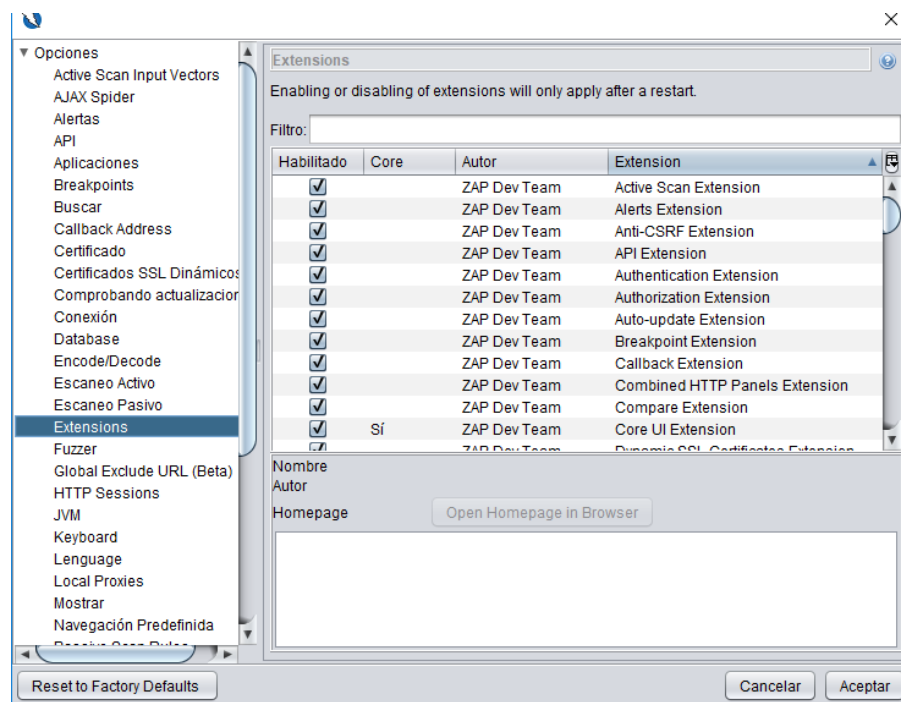 Opciones
Active Scan Input Vectors
AJAX Spider
Alertas
API
Aplicaciones
Breakpoints
Buscar
Callback Address
Certificado
Certificados SSL Dinámicos
Comprobando actualizacion
Conexión
Database
Encode/Decode
Escaneo Activo
Escaneo Pasivo
Extensions
Fuzzer
Global Exclude URL (Beta)
HTTP Sessions
JVM
Keyboard
Lenguage
Local Proxies
Mostrar
Navegación Predefinida
Extensions
Enabling or disabling of extensions will only apply after a restart.
Filtro:
Habilitado Core Autor Extension
ZAP Dev Team Active Scan Extension
ZAP Dev Team Alerts Extension
ZAP Dev Team Anti-CSRF Extension
ZAP Dev Team API Extension
ZAP Dev Team Authentication Extension
ZAP Dev Team Authorization Extension
ZAP Dev Team Auto-update Extension
ZAP Dev Team Breakpoint Extension
ZAP Dev Team Callback Extension
ZAP Dev Team Combined HTTP Panels Extension
ZAP Dev Team Compare Extension
Sí ZAP Dev Team Core UI Extension
ZAP Dev Team Dynamic SSL Certificates Extension
Nombre
Autor
Homepage Open Homepage in Browser
Reset to Factory Defaults Cancelar Aceptar